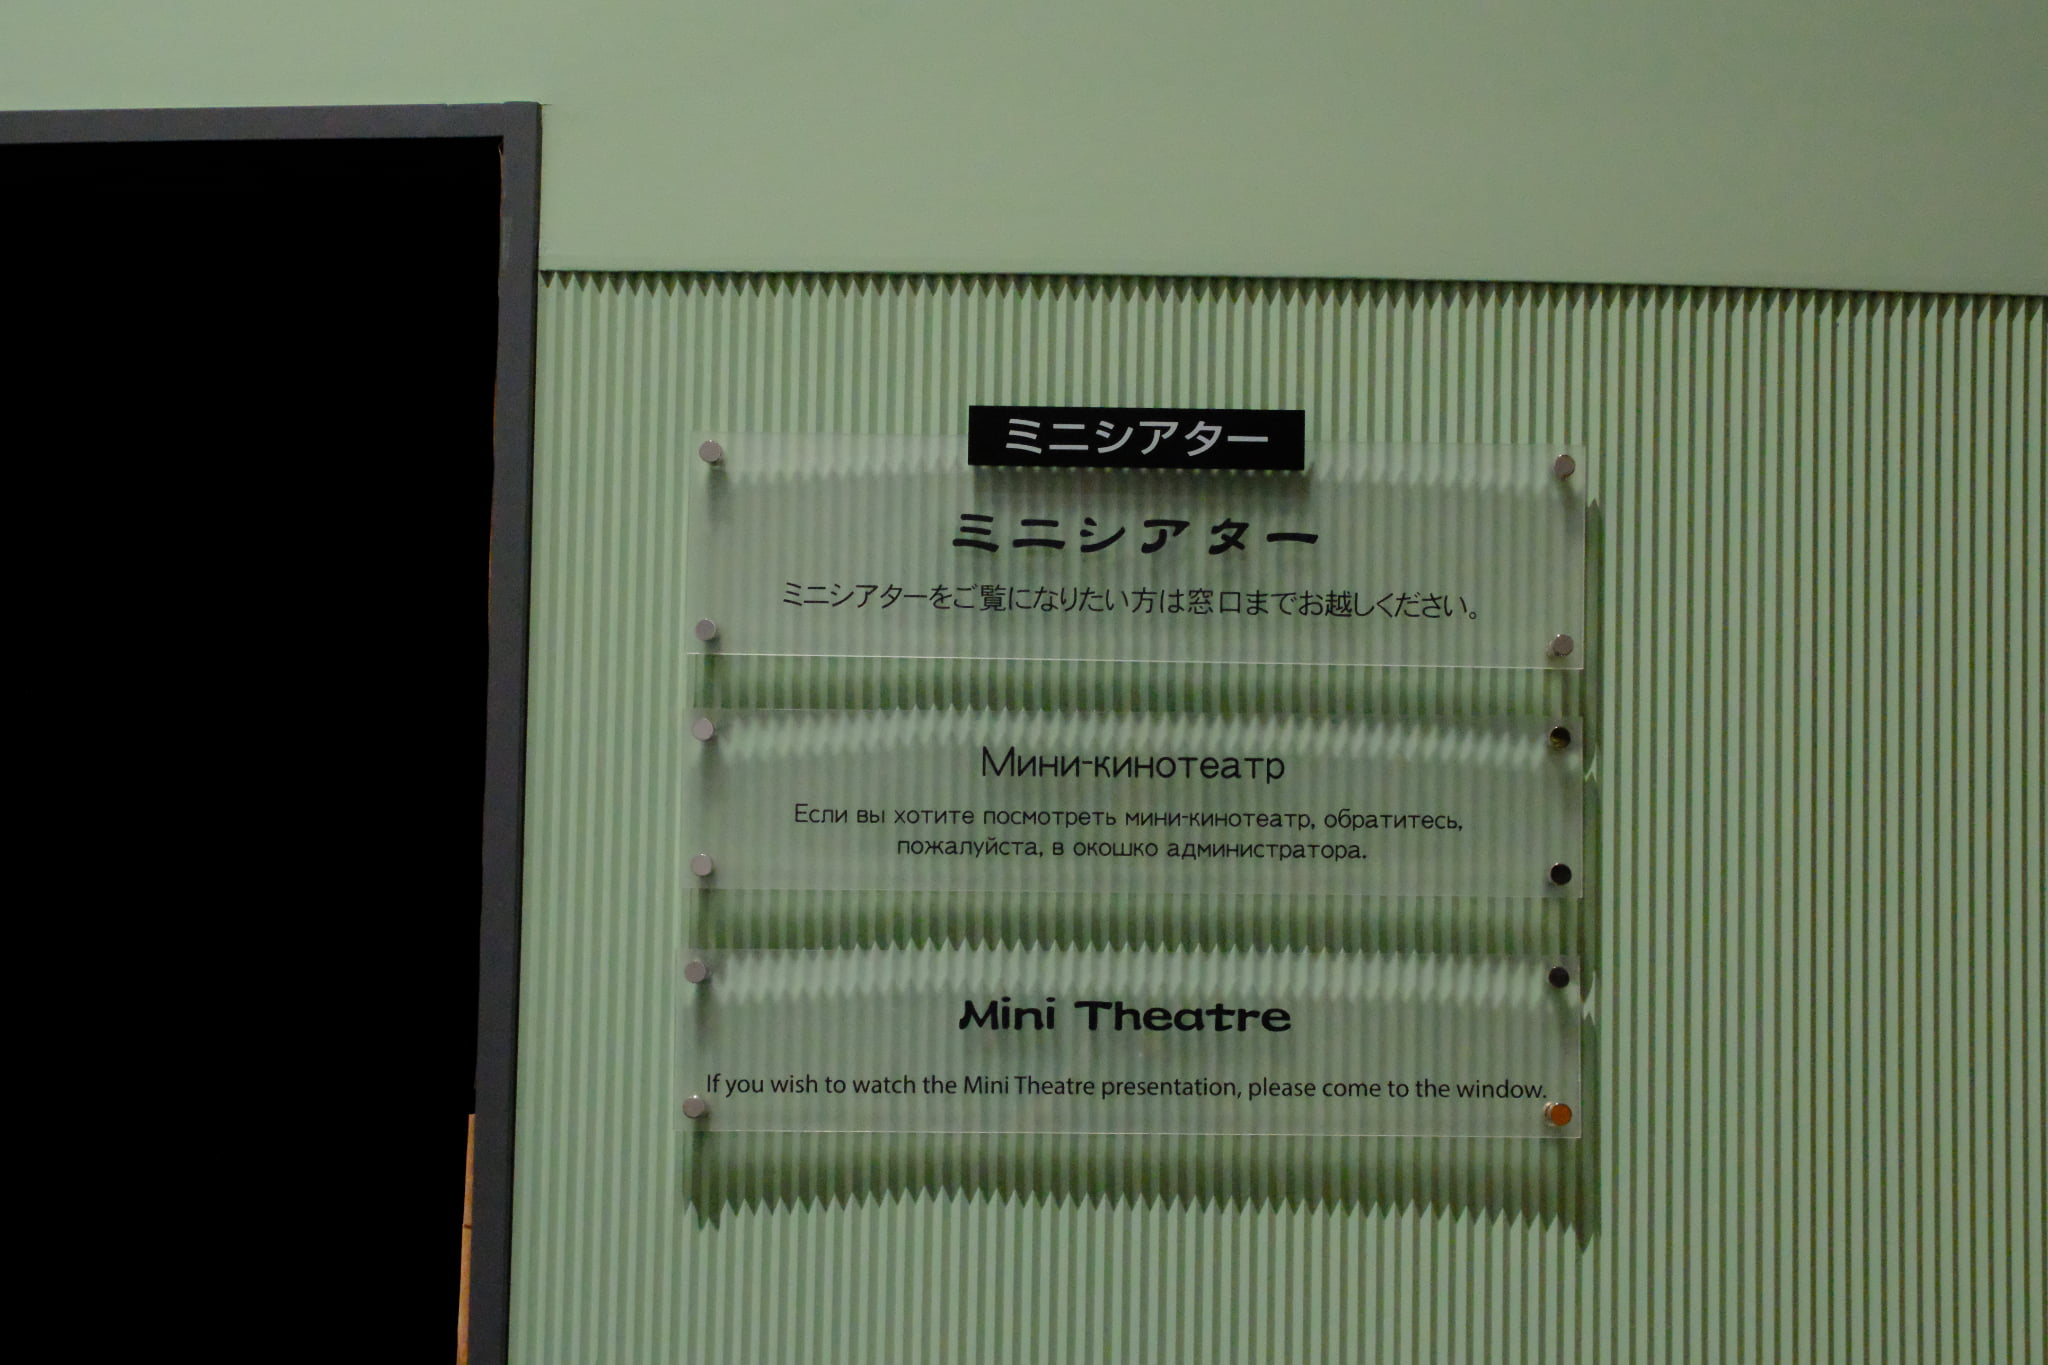 ミニシアター
ミニシアター
ミニシアターをご覧になりたい方は窓口までお越しください。
Мини-кинотеатр
Если вы хотите посмотреть мини-кинотеатр, обратитесь,
пожалуйста, в окошко администратора.
Mini Theatre
If you wish to watch the Mini Theatre presentation, please come to the window.